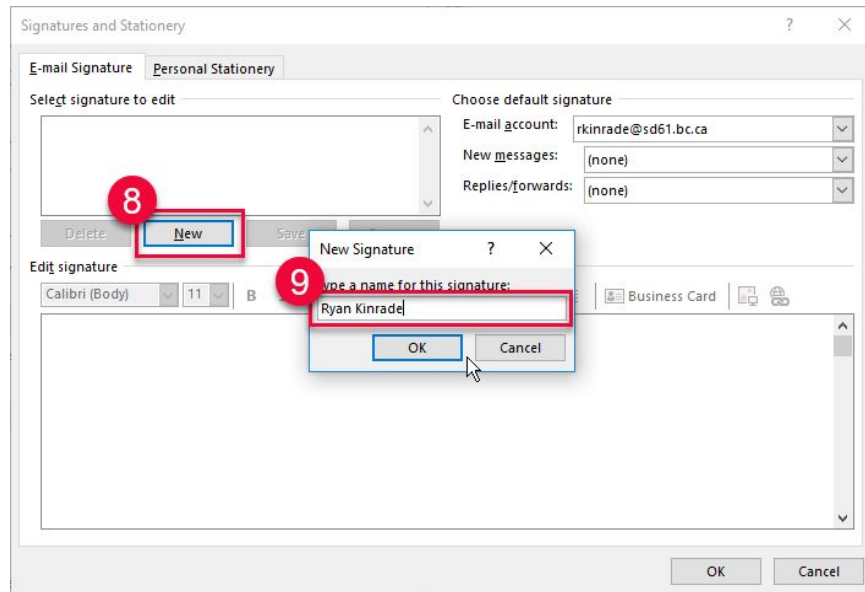 Signatures and Stationery ?
E-mail Signature Personal Stationery
Select signature to edit
Choose default signature
E-mail account: rkinrade@sd61.bc.ca
New messages: (none)
Replies/forwards: (none)
8
Delete New Save
Edit signature
Calibri (Body) 11 B
Business Card
New Signature ?
9
ype a name for this signature:
Ryan Kinrade
OK Cancel
OK Cancel